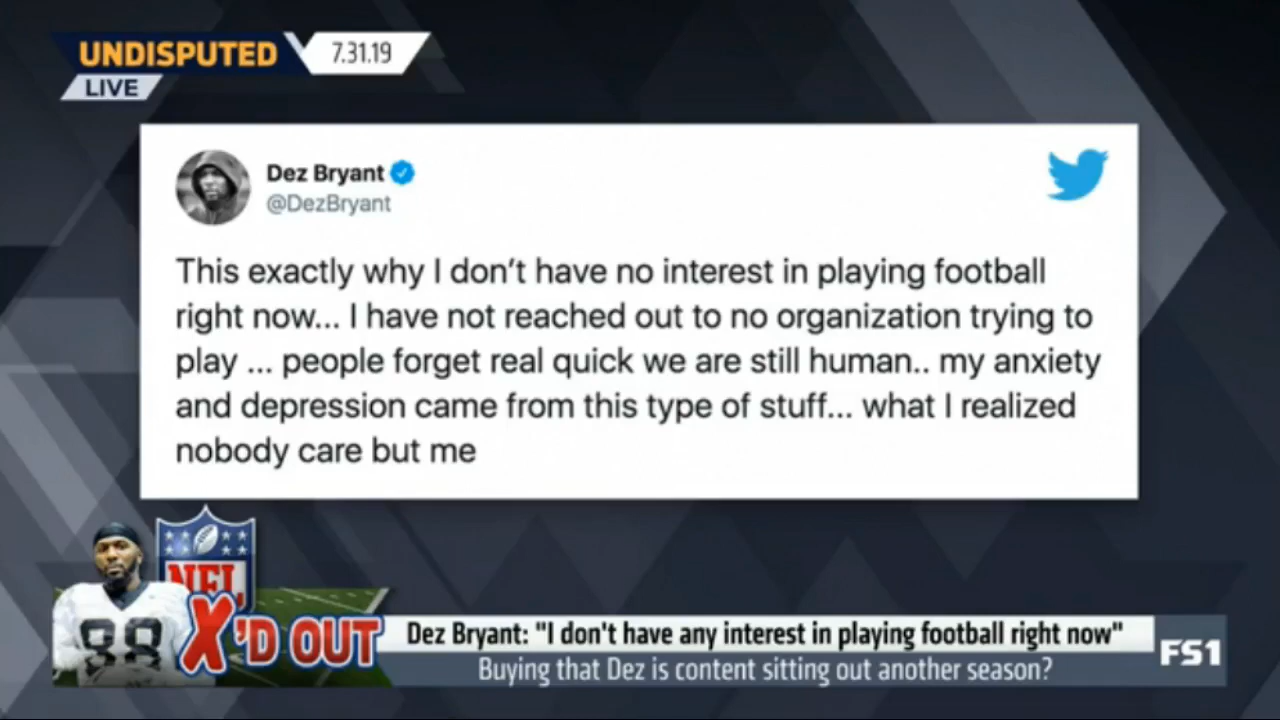 UNDISPUTED
7.31.19
LIVE
Dez Bryant
@DezBryant
This exactly why I don't have no interest in playing football
right now... I have not reached out to no organization trying to
play ... people forget real quick we are still human.. my anxiety
and depression came from this type of stuff... what I realized
nobody care but me
NFL
X'D OUT
88
Dez Bryant: "I don't have any interest in playing football right now"
Buying that Dez is content sitting out another season?
FS1